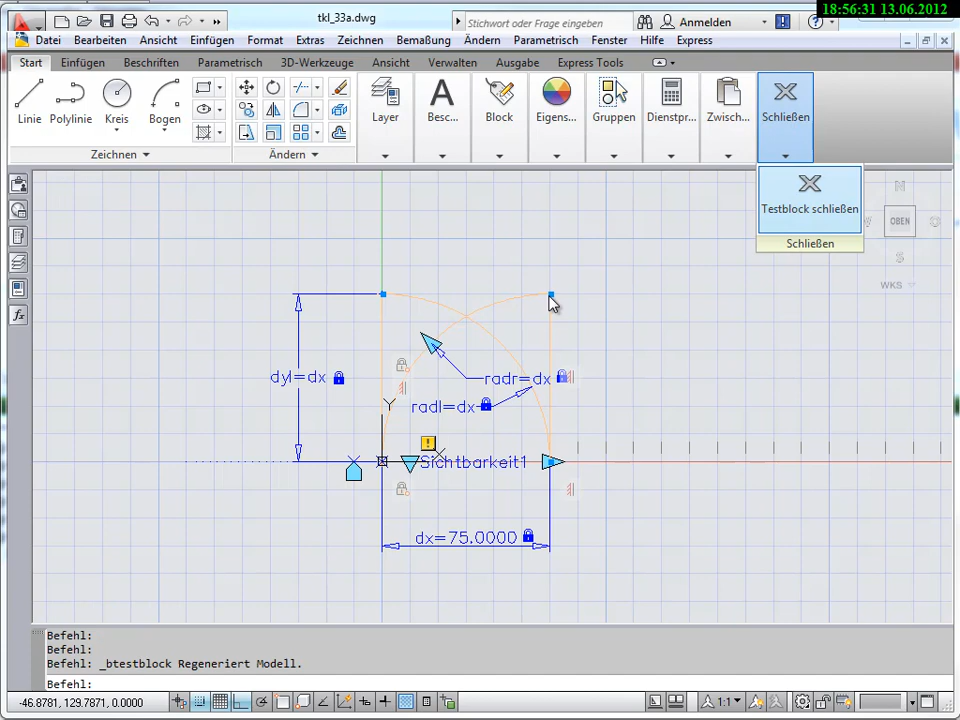 18:56:31 13.06.2012
tkl_33a.dwg
Stichwort oder Frage eingeben
Anmelden
Datei Bearbeiten Ansicht Einfügen Format Extras Zeichnen Bemaßung Ändern Parametrisch Fenster Hilfe Express
Start Einfügen Beschriften Parametrisch 3D-Werkzeuge Ansicht Verwalten Ausgabe Express Tools
Linie Polylinie Kreis Bogen Layer Besc... Block Eigens... Gruppen Dienstpr... Zwisch... Schließen
Zeichnen Ändern
Testblock schließen
Schließen
N
W OBEN O
S
WKS
dyl=dx
radr=dx
radl=dx
Y
Sichtbarkeit1
dx=75.0000
Befehl:
Befehl:
Befehl: _btestblock Regeneriert Modell.
Befehl:
-46.8781, 129.7871, 0.0000
1:1